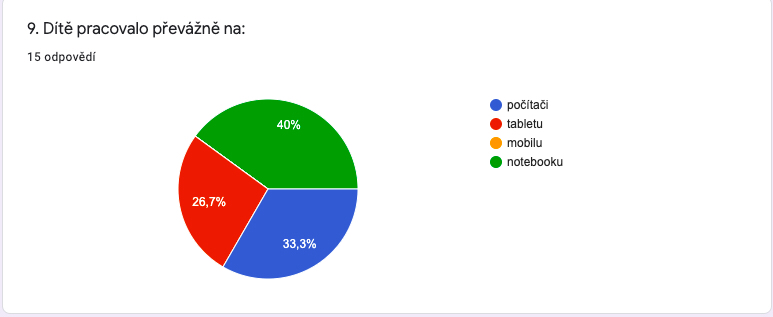 9. Dítě pracovalo převážně na:
15 odpovědí
40%
26,7%
33,3%
počítači
tabletu
mobilu
notebooku